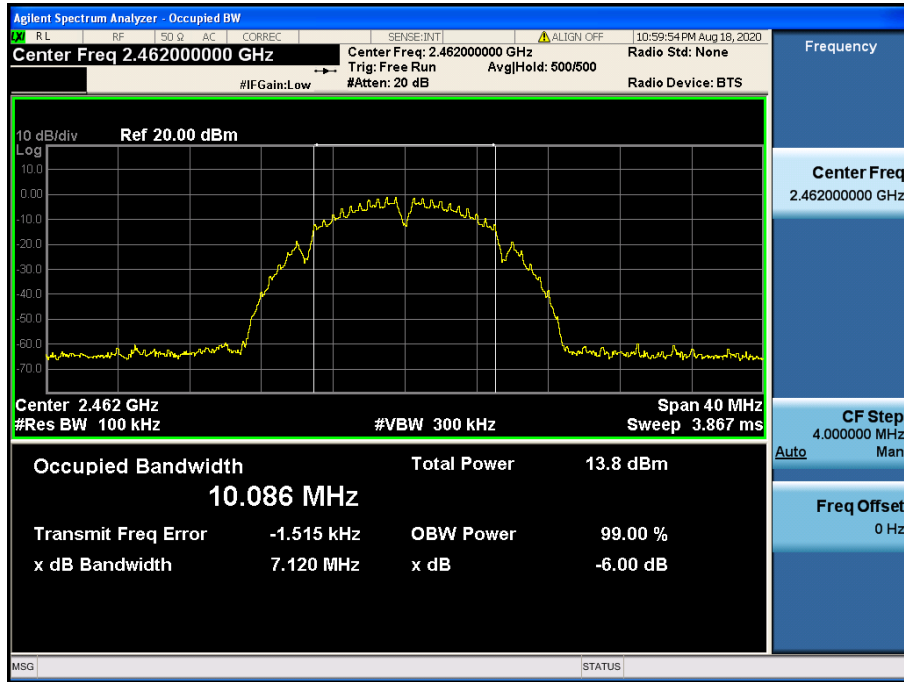 Agilent Spectrum Analyzer - Occupied BW
LXI RL RF 50 Ω AC CORREC SENSE:INT ALIGN OFF 10:59:54 PM Aug 18, 2020
Center Freq 2.462000000 GHz Center Freq: 2.462000000 GHz Radio Std: None
Trig: Free Run Avg|Hold: 500/500
#IFGain:Low #Atten: 20 dB Radio Device: BTS
10 dB/div Ref 20.00 dBm
Log
10.0
0.00
-10.0
-20.0
-30.0
-40.0
-50.0
-60.0
-70.0
Center 2.462 GHz Span 40 MHz
#Res BW 100 kHz #VBW 300 kHz Sweep 3.867 ms
Occupied Bandwidth Total Power 13.8 dBm
10.086 MHz
Transmit Freq Error -1.515 kHz OBW Power 99.00 %
x dB Bandwidth 7.120 MHz x dB -6.00 dB
MSG STATUS
Frequency
Center Freq
2.462000000 GHz
CF Step
4.000000 MHz
Auto Man
Freq Offset
0 Hz